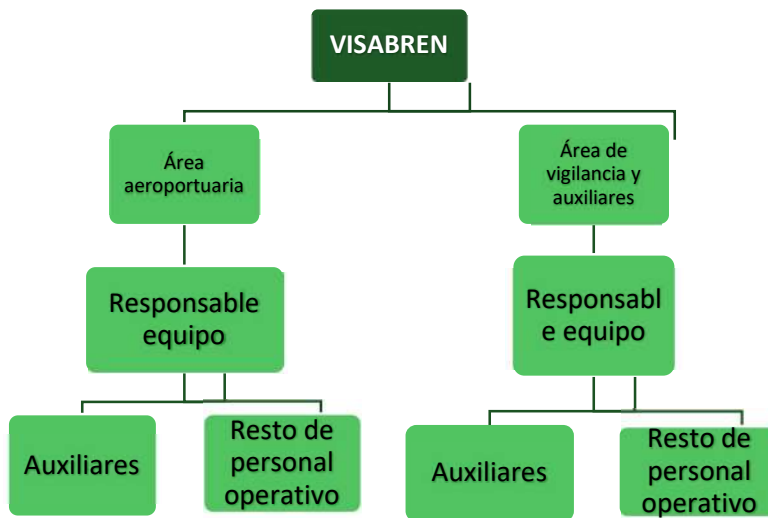 VISABREN
Área
aeroportuaria
Área de
vigilancia y
auxiliares
Responsable
equipo
Responsabl
e equipo
Auxiliares
Resto de
personal
operativo
Auxiliares
Resto de
personal
operativo